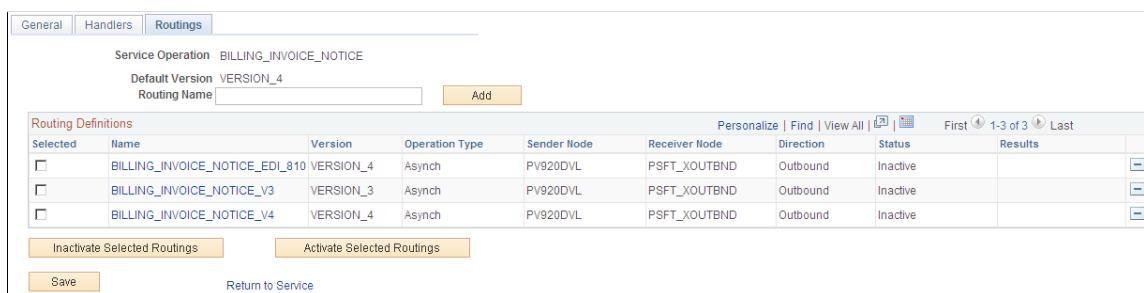 General Handlers Routings
Service Operation BILLING_INVOICE_NOTICE
Default Version VERSION_4
Routing Name Add
Routing Definitions Personalize | Find | View All | | First 1-3 of 3 Last
Selected Name Version Operation Type Sender Node Receiver Node Direction Status Results
BILLING_INVOICE_NOTICE_EDI_810 VERSION_4 Asynch PV920DVL PSFT_XOUTBND Outbound Inactive
BILLING_INVOICE_NOTICE_V3 VERSION_3 Asynch PV920DVL PSFT_XOUTBND Outbound Inactive
BILLING_INVOICE_NOTICE_V4 VERSION_4 Asynch PV920DVL PSFT_XOUTBND Outbound Inactive
Inactivate Selected Routings Activate Selected Routings
Save Return to Service